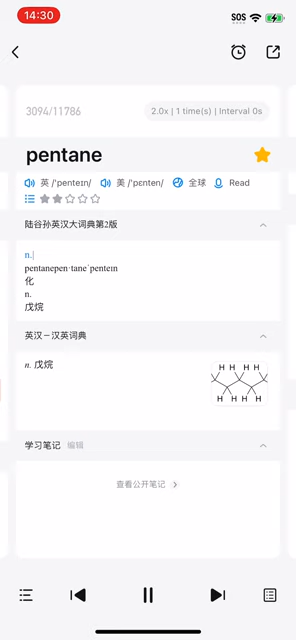 14:30
SOS
3094/11786
2.0x | 1 time(s) | Interval 0s
pentane
英 /ˈpenteɪn/ 美 /ˈpɛnten/ 全球 Read
陆谷孙英汉大词典第2版
n.|
pentanepen·tane ˈpenteɪn
化
n.
戊烷
英汉－汉英词典
n. 戊烷
H H H H
H H H H
学习笔记 编辑
查看公开笔记